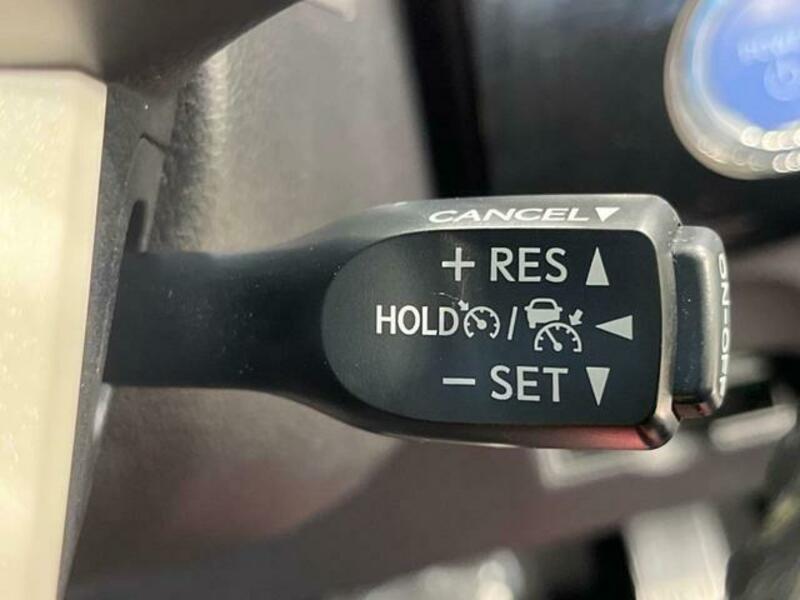 CANCEL▼
+ RES ▲
HOLD / ◀
− SET ▼
ON-OFF